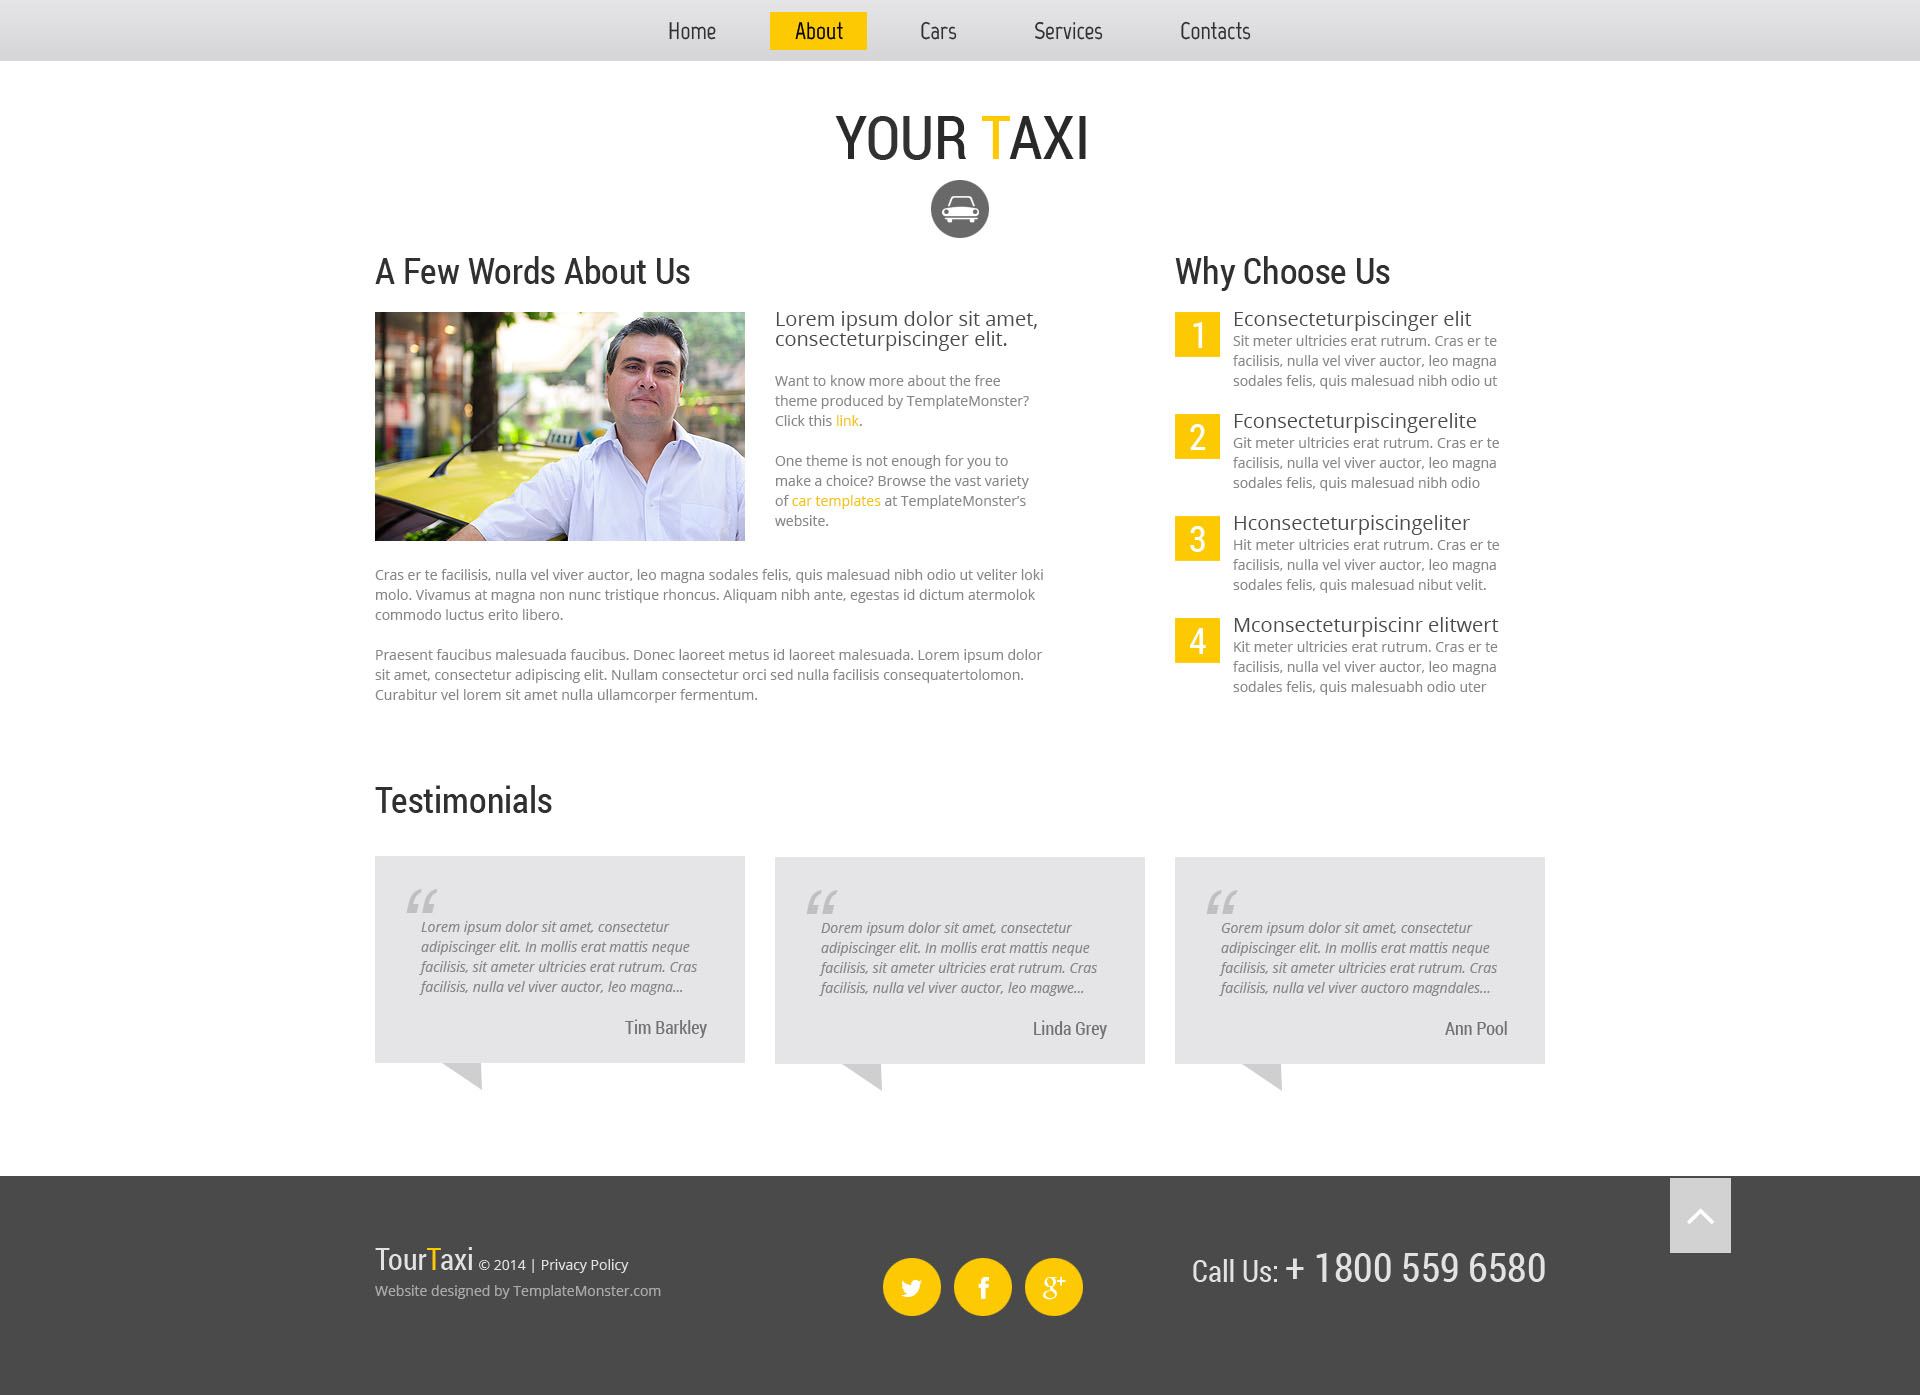 Home About Cars Services Contacts
YOUR TAXI
A Few Words About Us
TAXI
Lorem ipsum dolor sit amet,
consecteturpiscinger elit.
Want to know more about the free
theme produced by TemplateMonster?
Click this link.
One theme is not enough for you to
make a choice? Browse the vast variety
of car templates at TemplateMonster's
website.
Cras er te facilisis, nulla vel viver auctor, leo magna sodales felis, quis malesuad nibh odio ut veliter loki
molo. Vivamus at magna non nunc tristique rhoncus. Aliquam nibh ante, egestas id dictum atermolok
commodo luctus erito libero.
Praesent faucibus malesuada faucibus. Donec laoreet metus id laoreet malesuada. Lorem ipsum dolor
sit amet, consectetur adipiscing elit. Nullam consectetur orci sed nulla facilisis consequatertolomon.
Curabitur vel lorem sit amet nulla ullamcorper fermentum.
Why Choose Us
1
Econsecteturpiscinger elit
Sit meter ultricies erat rutrum. Cras er te
facilisis, nulla vel viver auctor, leo magna
sodales felis, quis malesuad nibh odio ut
2
Fconsecteturpiscingerelite
Git meter ultricies erat rutrum. Cras er te
facilisis, nulla vel viver auctor, leo magna
sodales felis, quis malesuad nibh odio
3
Hconsecteturpiscingeliter
Hit meter ultricies erat rutrum. Cras er te
facilisis, nulla vel viver auctor, leo magna
sodales felis, quis malesuad nibut velit.
4
Mconsecteturpiscinr elitwert
Kit meter ultricies erat rutrum. Cras er te
facilisis, nulla vel viver auctor, leo magna
sodales felis, quis malesuabh odio uter
Testimonials
“
Lorem ipsum dolor sit amet, consectetur
adipiscinger elit. In mollis erat mattis neque
facilisis, sit ameter ultricies erat rutrum. Cras
facilisis, nulla vel viver auctor, leo magna...
Tim Barkley
“
Dorem ipsum dolor sit amet, consectetur
adipiscinger elit. In mollis erat mattis neque
facilisis, sit ameter ultricies erat rutrum. Cras
facilisis, nulla vel viver auctor, leo magwe...
Linda Grey
“
Gorem ipsum dolor sit amet, consectetur
adipiscinger elit. In mollis erat mattis neque
facilisis, sit ameter ultricies erat rutrum. Cras
facilisis, nulla vel viver auctoro magndales...
Ann Pool
TourTaxi © 2014 | Privacy Policy
Website designed by TemplateMonster.com
f g+
Call Us: + 1800 559 6580